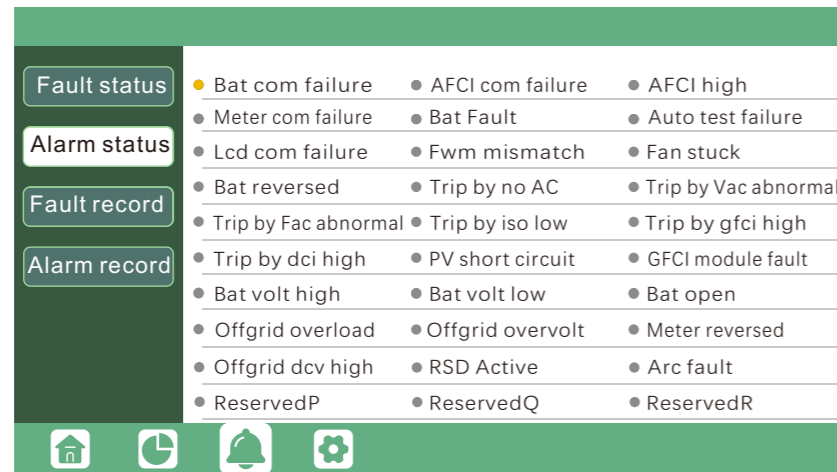 Fault status
Alarm status
Fault record
Alarm record
Bat com failure AFCI com failure AFCI high
Meter com failure Bat Fault Auto test failure
Lcd com failure Fwm mismatch Fan stuck
Bat reversed Trip by no AC Trip by Vac abnormal
Trip by Fac abnormal Trip by iso low Trip by gfci high
Trip by dci high PV short circuit GFCI module fault
Bat volt high Bat volt low Bat open
Offgrid overload Offgrid overvolt Meter reversed
Offgrid dcv high RSD Active Arc fault
ReservedP ReservedQ ReservedR